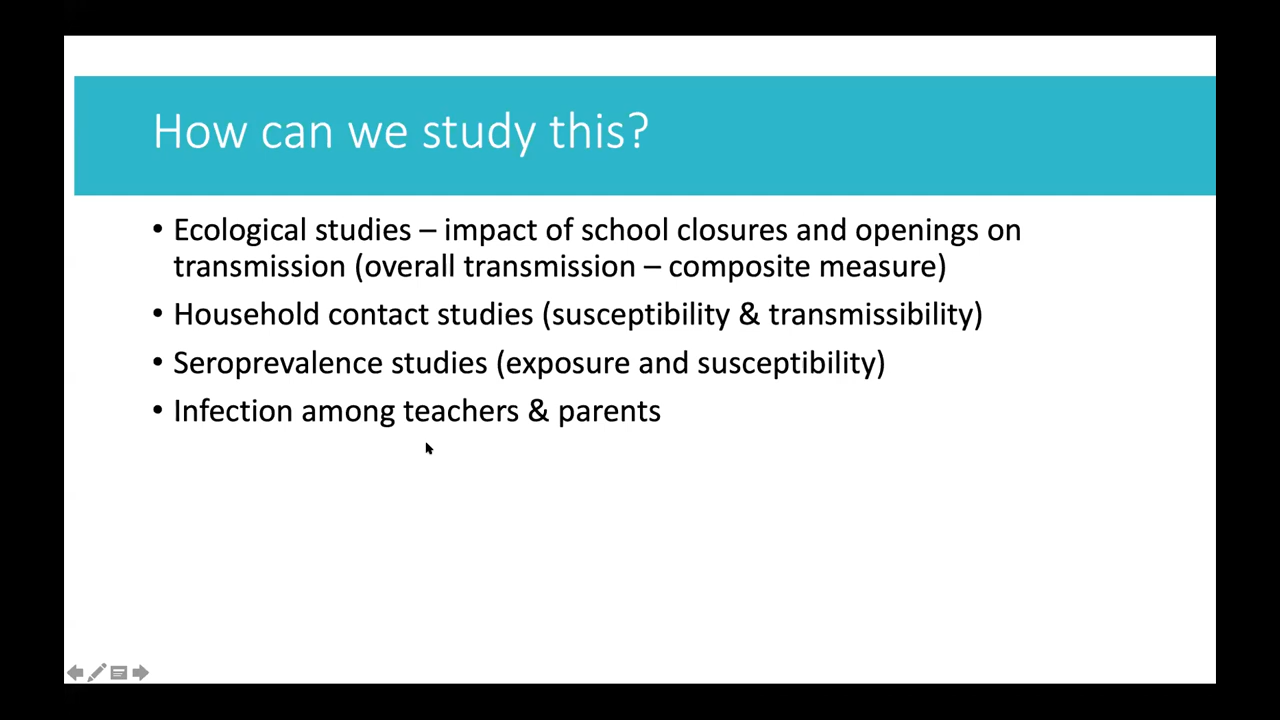 How can we study this?
• Ecological studies – impact of school closures and openings on
transmission (overall transmission – composite measure)
• Household contact studies (susceptibility & transmissibility)
• Seroprevalence studies (exposure and susceptibility)
• Infection among teachers & parents